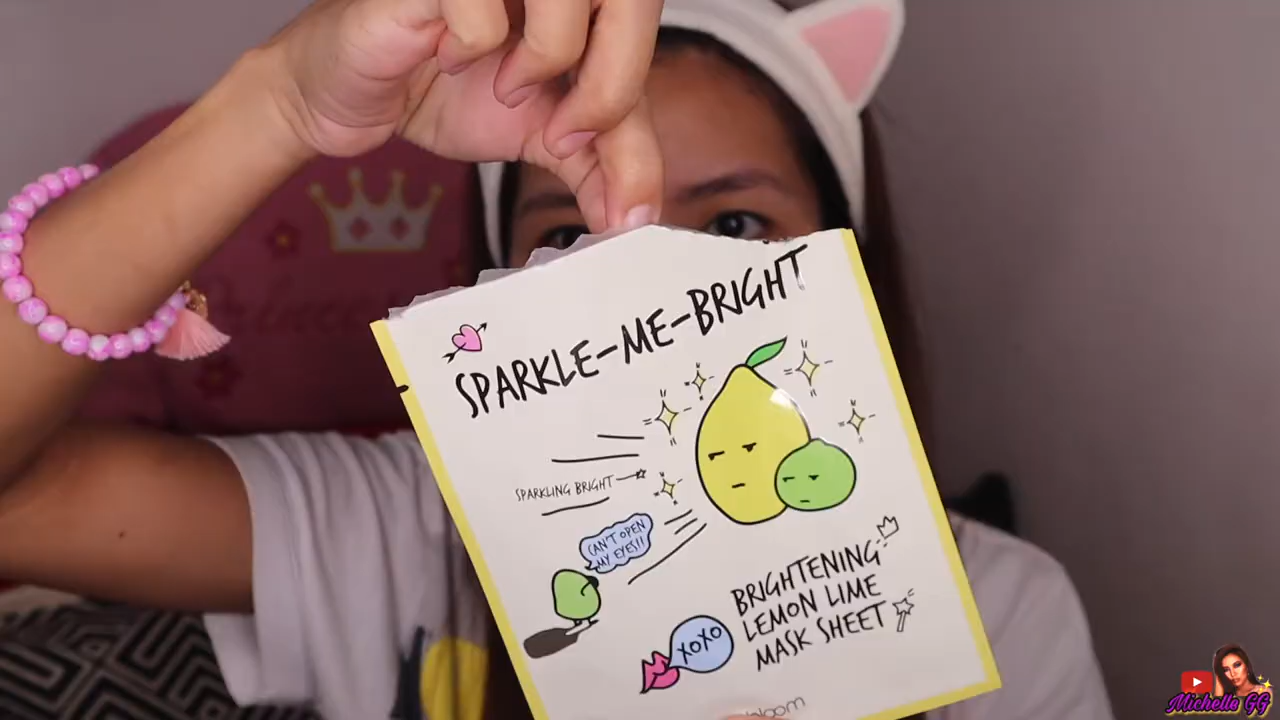 SPARKLE-ME-BRIGHT
SPARKLING BRIGHT
CAN'T OPEN
MY EYES!!
BRIGHTENING
LEMON LIME
MASK SHEET
XOXO
Michelle GG